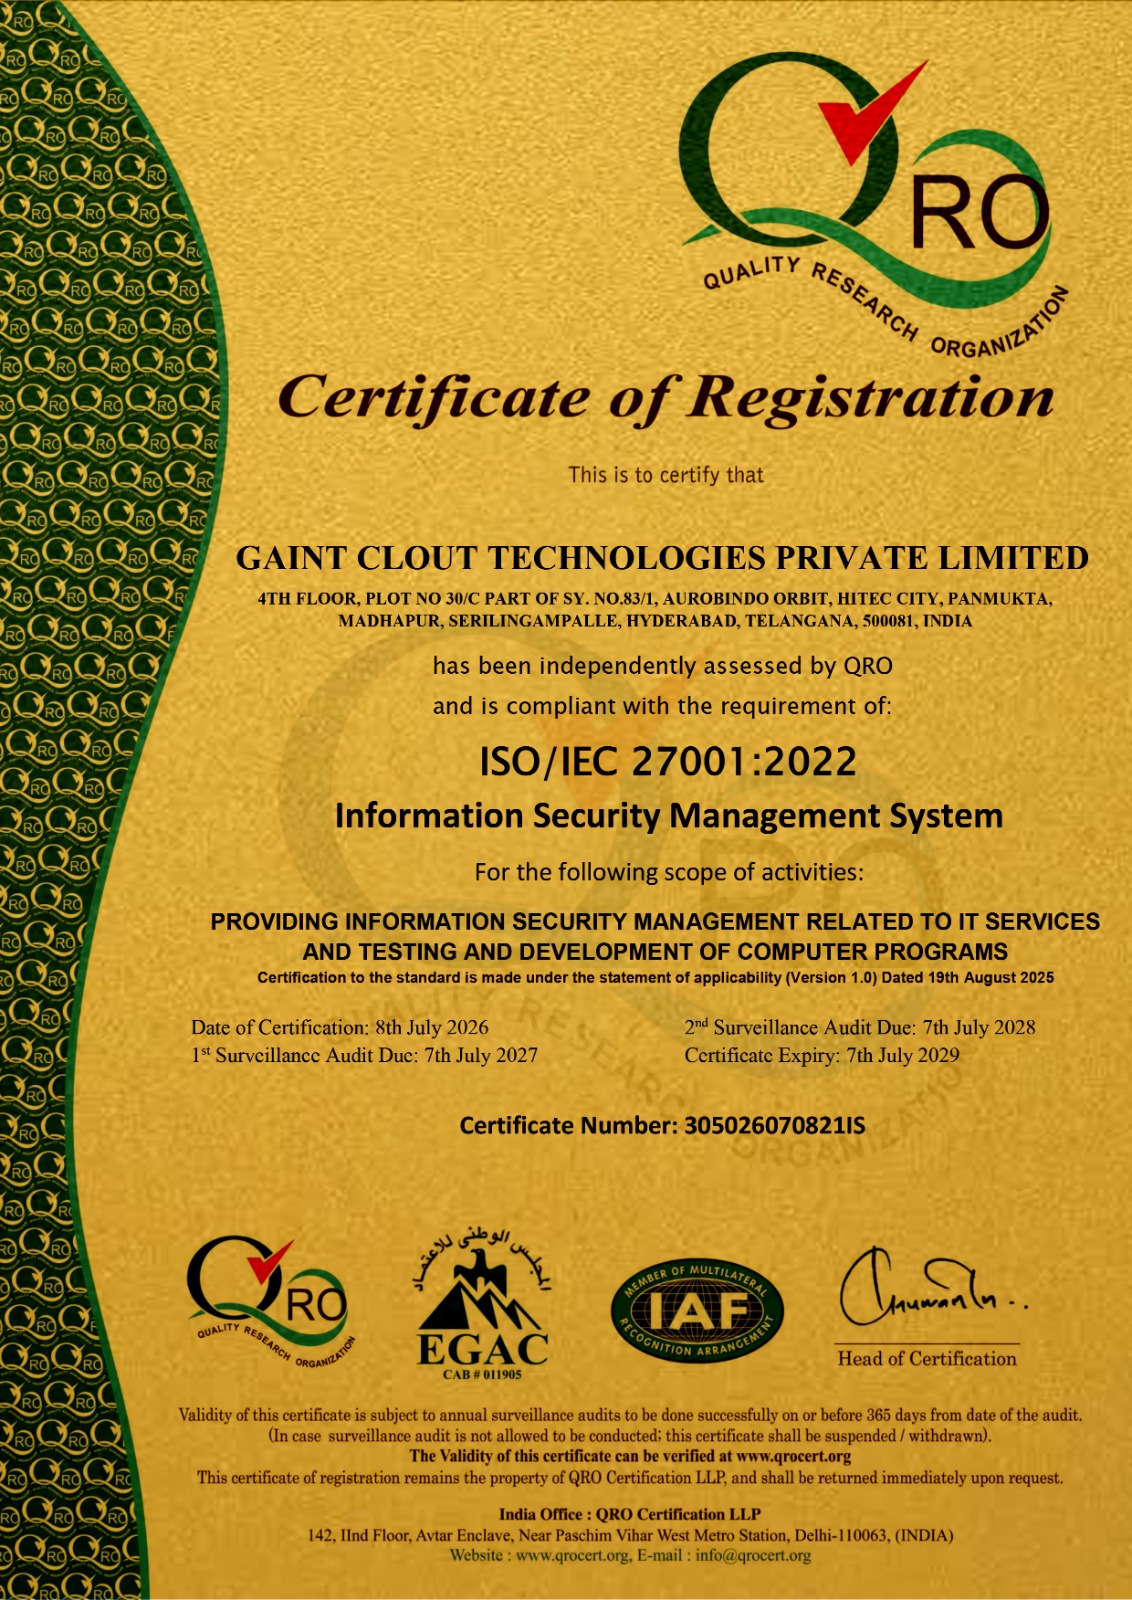 QRO
QUALITY RESEARCH ORGANIZATION
Certificate of Registration
This is to certify that
GAINT CLOUT TECHNOLOGIES PRIVATE LIMITED
4TH FLOOR, PLOT NO 30/C PART OF SY. NO.83/1, AUROBINDO ORBIT, HITEC CITY, PANMUKTA,
MADHAPUR, SERILINGAMPALLE, HYDERABAD, TELANGANA, 500081, INDIA
has been independently assessed by QRO
and is compliant with the requirement of:
ISO/IEC 27001:2022
Information Security Management System
For the following scope of activities:
PROVIDING INFORMATION SECURITY MANAGEMENT RELATED TO IT SERVICES
AND TESTING AND DEVELOPMENT OF COMPUTER PROGRAMS
Certification to the standard is made under the statement of applicability (Version 1.0) Dated 19th August 2025
Date of Certification: 8th July 2026
1st Surveillance Audit Due: 7th July 2027
2nd Surveillance Audit Due: 7th July 2028
Certificate Expiry: 7th July 2029
Certificate Number: 305026070821IS
QRO
QUALITY RESEARCH ORGANIZATION
المجلس الوطنى للاعتماد
EGAC
CAB # 011905
MEMBER OF MULTILATERAL
IAF
RECOGNITION ARRANGEMENT
Head of Certification
Validity of this certificate is subject to annual surveillance audits to be done successfully on or before 365 days from date of the audit.
(In case surveillance audit is not allowed to be conducted; this certificate shall be suspended / withdrawn).
The Validity of this certificate can be verified at www.qrocert.org
This certificate of registration remains the property of QRO Certification LLP, and shall be returned immediately upon request.
India Office : QRO Certification LLP
142, IInd Floor, Avtar Enclave, Near Paschim Vihar West Metro Station, Delhi-110063, (INDIA)
Website : www.qrocert.org, E-mail : info@qrocert.org